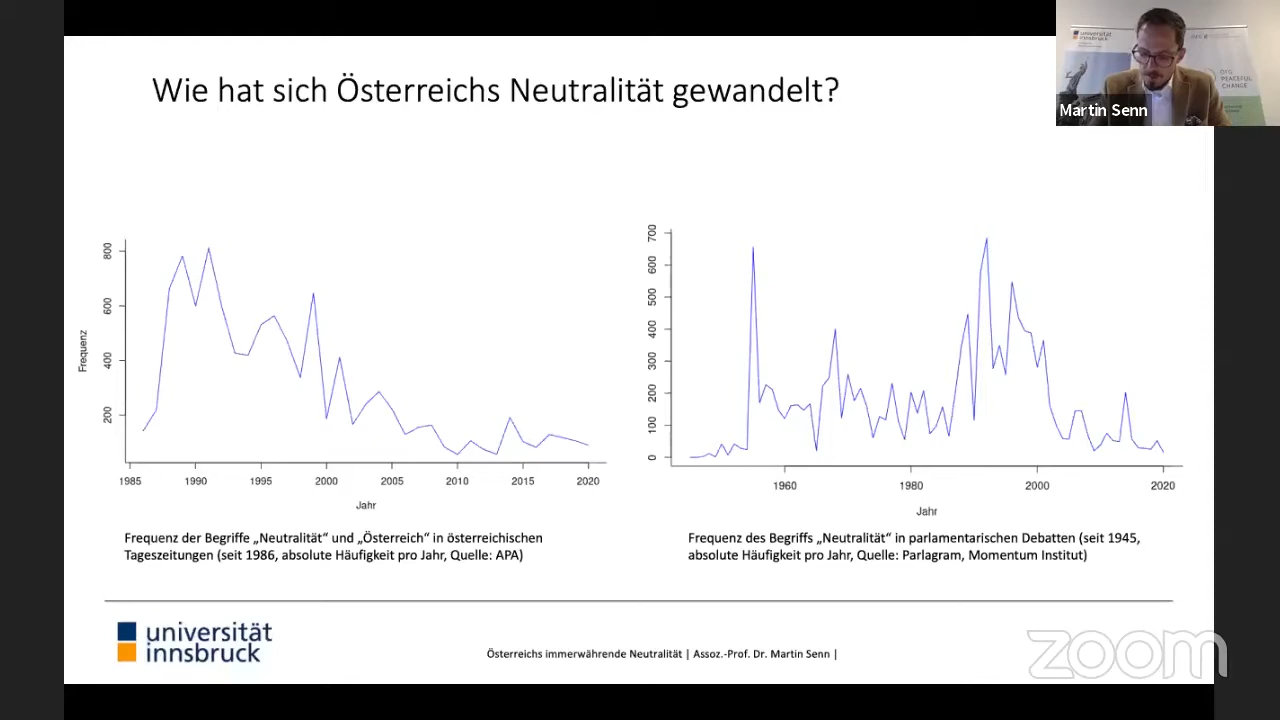 Wie hat sich Österreichs Neutralität gewandelt?
universität
innsbruck
PEACEFUL
CHANGE
Martin Senn
800
600
400
200
Frequenz
1985
1990
1995
2000
2005
2010
2015
2020
Jahr
Frequenz der Begriffe „Neutralität“ und „Österreich“ in österreichischen
Tageszeitungen (seit 1986, absolute Häufigkeit pro Jahr, Quelle: APA)
700
600
500
400
300
200
100
0
1960
1980
2000
2020
Jahr
Frequenz des Begriffs „Neutralität“ in parlamentarischen Debatten (seit 1945,
absolute Häufigkeit pro Jahr, Quelle: Parlagram, Momentum Institut)
universität
innsbruck
Österreichs immerwährende Neutralität | Assoz.-Prof. Dr. Martin Senn |
zoom